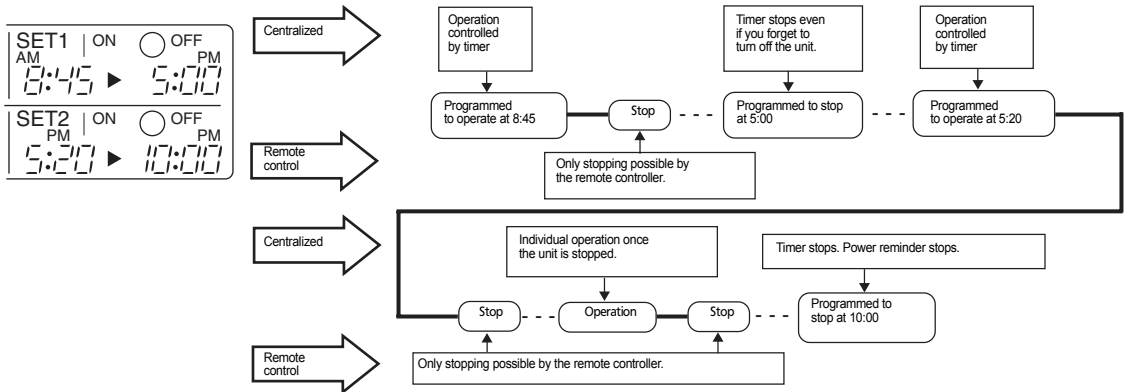 SET1 | ON OFF
AM PM
8:45 ▶ 5:00
SET2 | ON OFF
PM PM
5:20 ▶ 10:00
Centralized
Operation
controlled
by timer
Timer stops even
if you forget to
turn off the unit.
Operation
controlled
by timer
Programmed
to operate at 8:45
Stop
Programmed to stop
at 5:00
Programmed
to operate at 5:20
Remote
control
Only stopping possible by
the remote controller.
Centralized
Individual operation once
the unit is stopped.
Timer stops. Power reminder stops.
Stop
Operation
Stop
Programmed to
stop at 10:00
Remote
control
Only stopping possible by the remote controller.